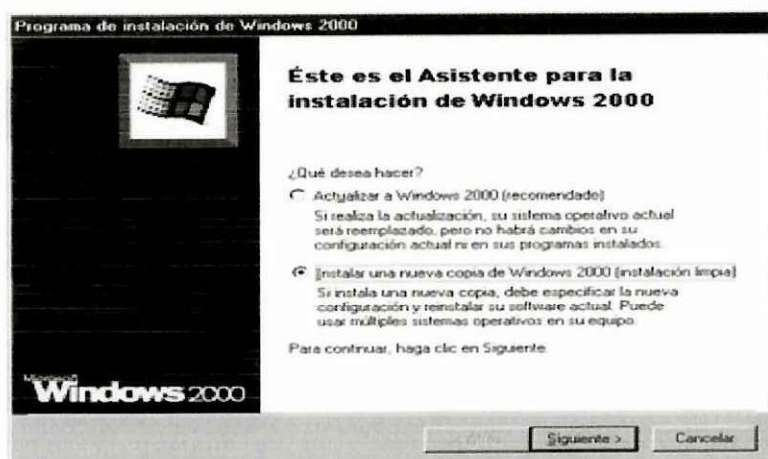 Programa de instalación de Windows 2000
Éste es el Asistente para la
instalación de Windows 2000
¿Qué desea hacer?
Actualizar a Windows 2000 (recomendado)
Si realiza la actualización, su sistema operativo actual
será reemplazado, pero no habrá cambios en su
configuración actual ni en sus programas instalados.
Instalar una nueva copia de Windows 2000 (instalación limpia)
Si instala una nueva copia, debe especificar la nueva
configuración y reinstalar su software actual. Puede
usar múltiples sistemas operativos en su equipo.
Para continuar, haga clic en Siguiente.
Microsoft
Windows 2000
Siguiente >
Cancelar